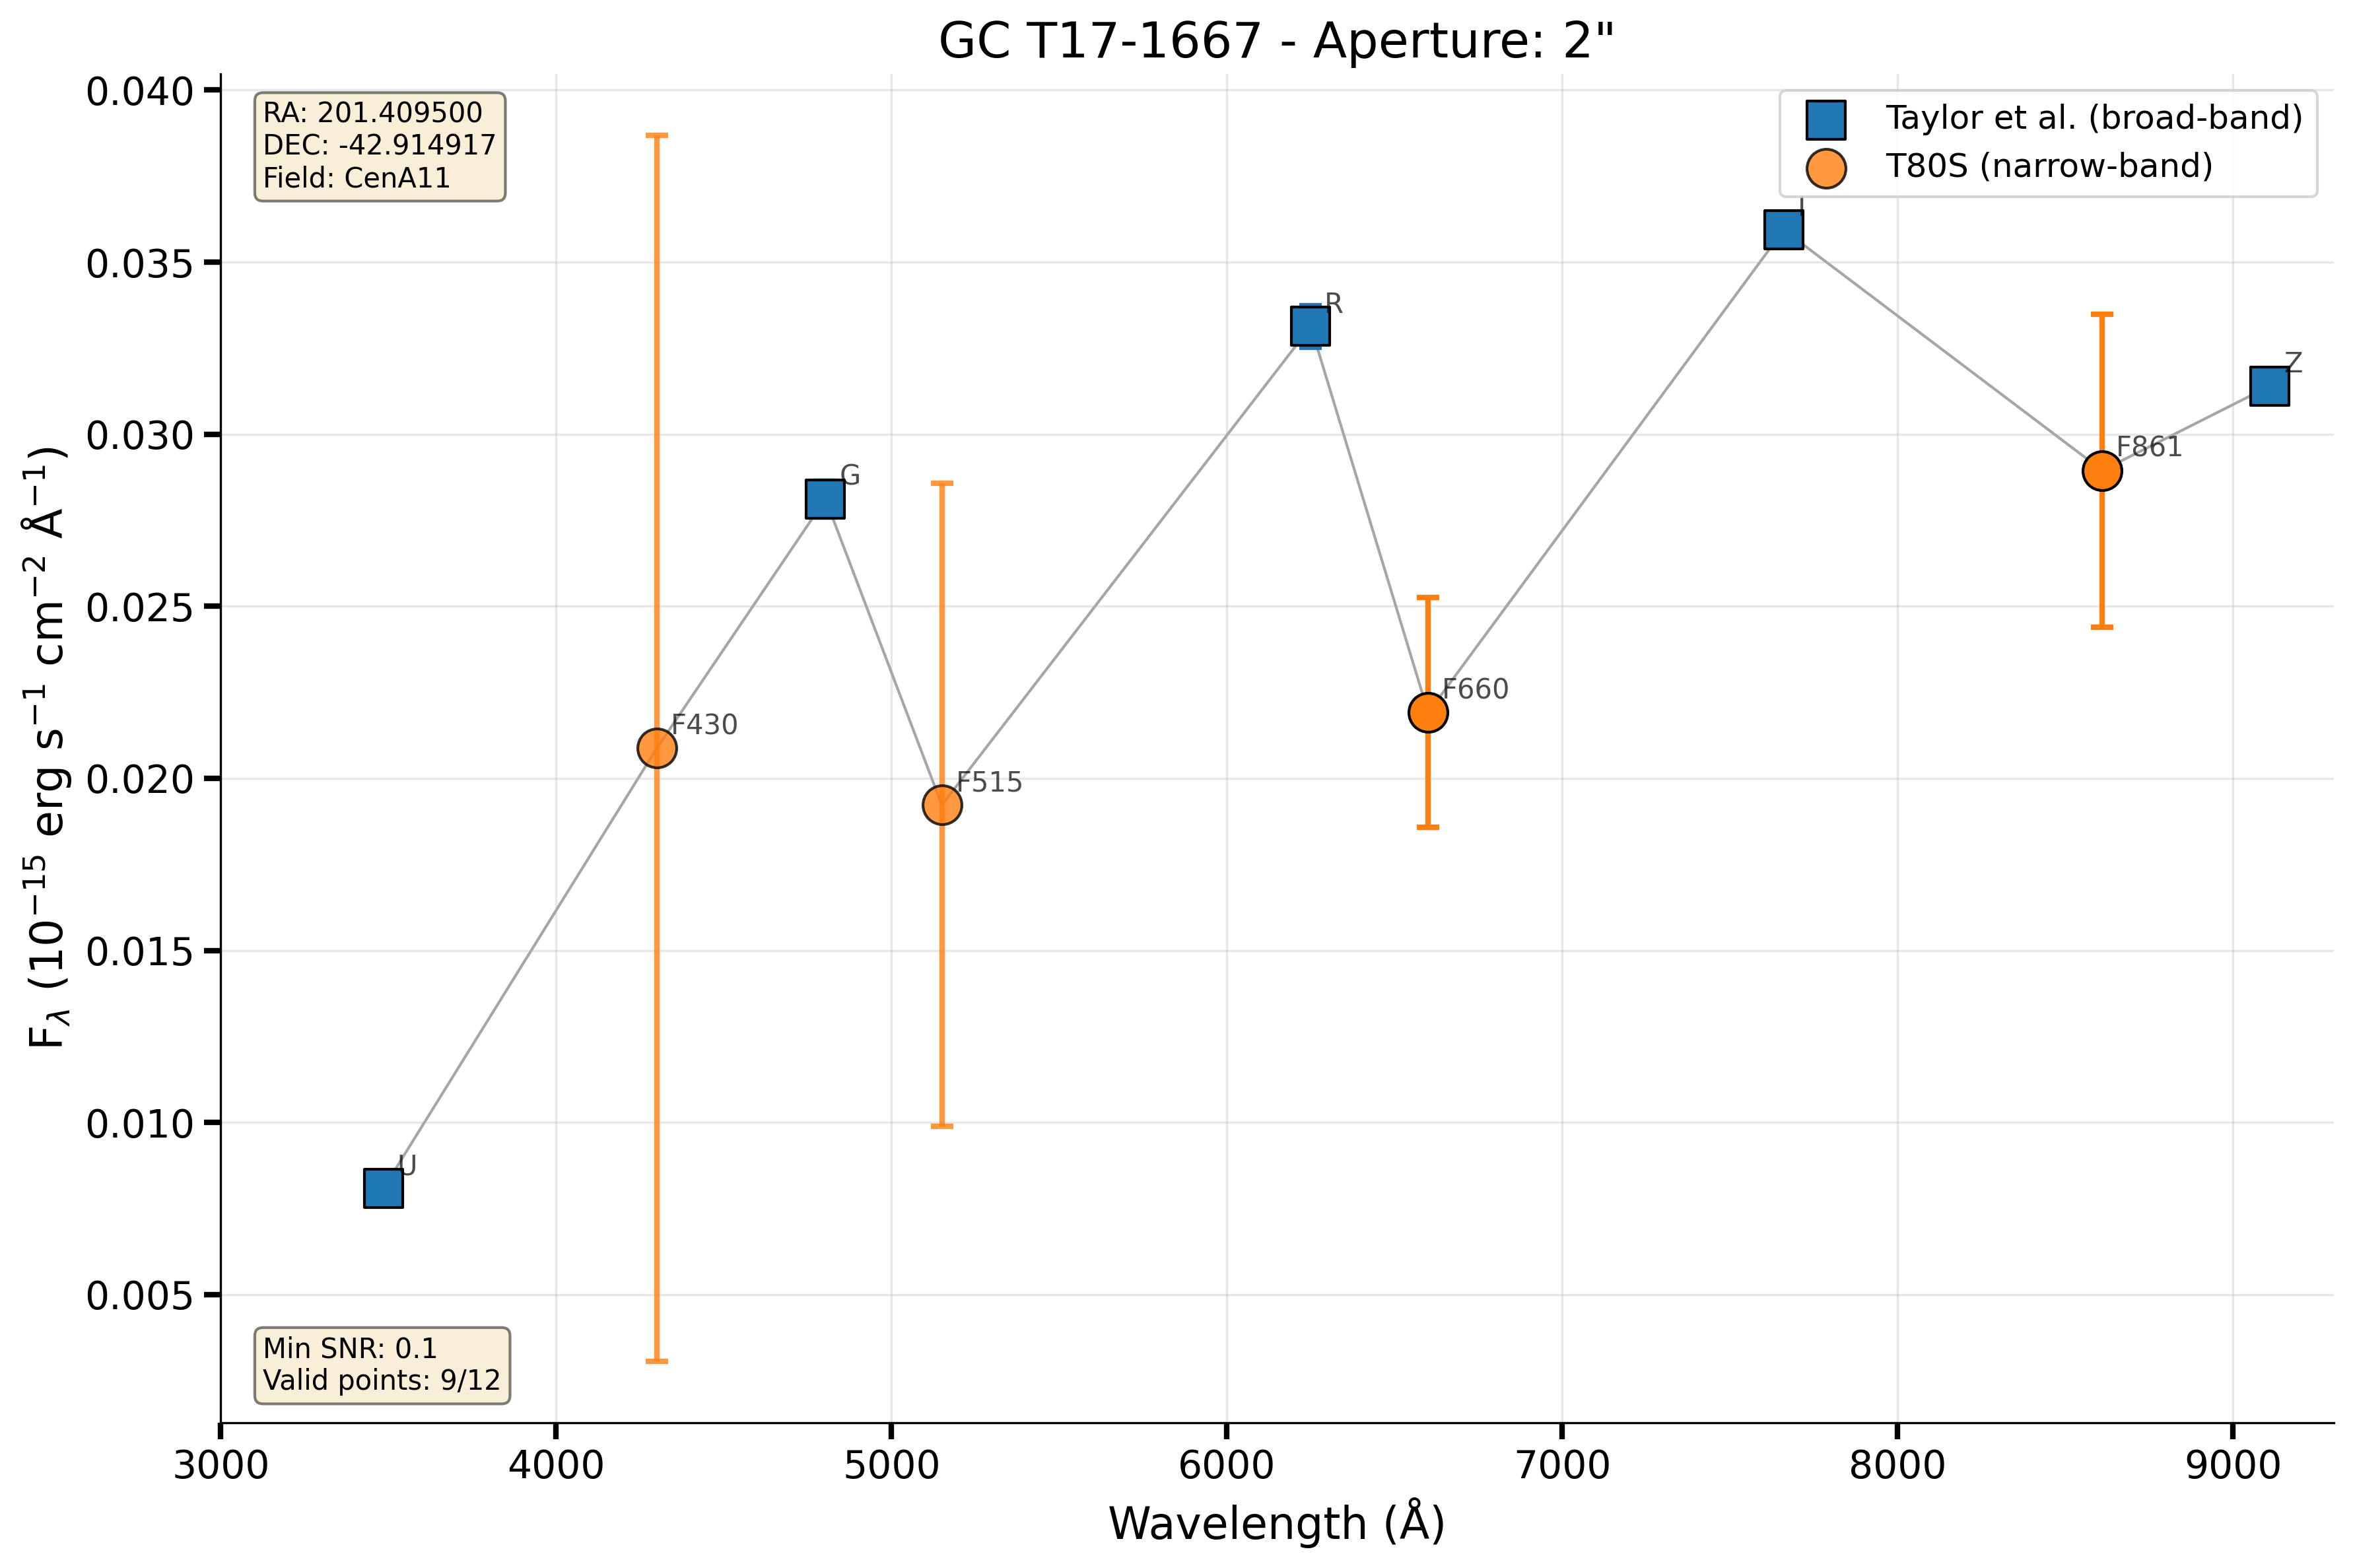 GC T17-1667 - Aperture: 2"
RA: 201.409500
DEC: -42.914917
Field: CenA11
Taylor et al. (broad-band)
T80S (narrow-band)
0.040
0.035
0.030
0.025
0.020
0.015
0.010
0.005
F_λ (10⁻¹⁵ erg s⁻¹ cm⁻² Å⁻¹)
U
F430
G
F515
R
F660
I
F861
Z
Min SNR: 0.1
Valid points: 9/12
3000 4000 5000 6000 7000 8000 9000
Wavelength (Å)